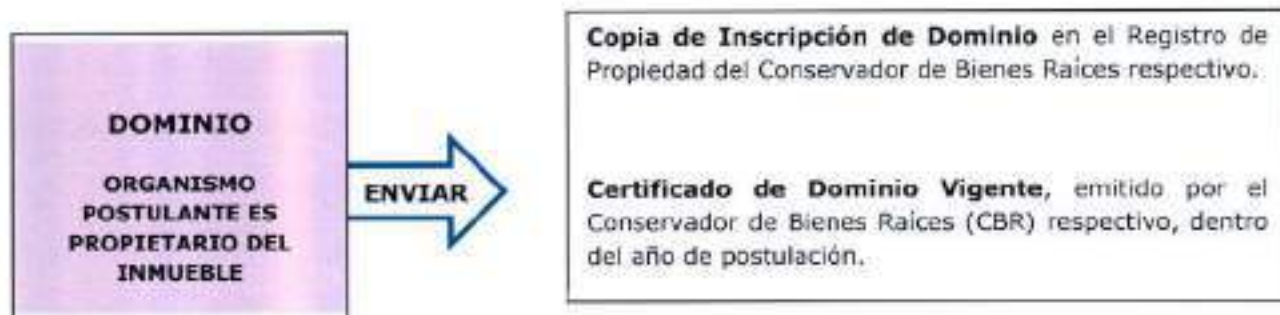 DOMINIO
ORGANISMO
POSTULANTE ES
PROPIETARIO DEL
INMUEBLE
ENVIAR
Copia de Inscripción de Dominio en el Registro de
Propiedad del Conservador de Bienes Raíces respectivo.
Certificado de Dominio Vigente, emitido por el
Conservador de Bienes Raíces (CBR) respectivo, dentro
del año de postulación.